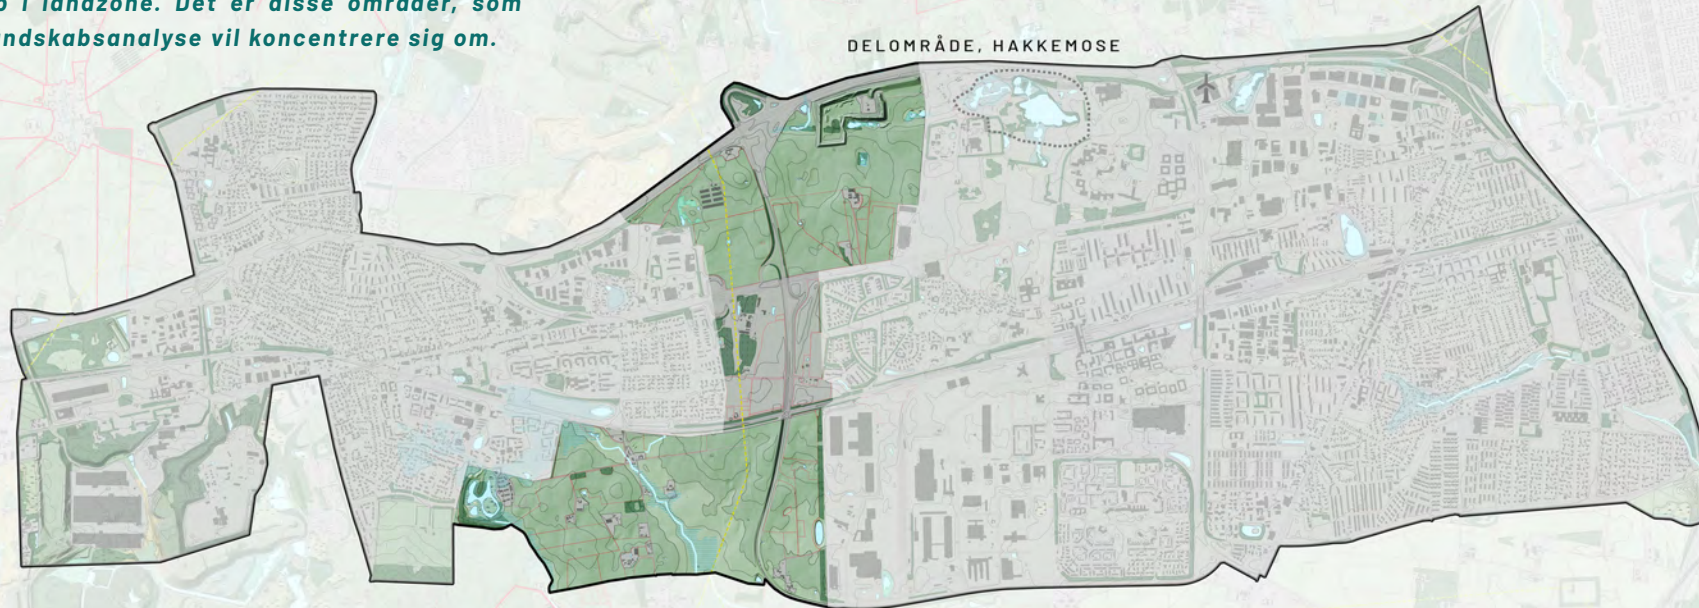 i landzone. Det er disse områder, som
ndskabsanalyse vil koncentrere sig om.
DELOMRÅDE, HAKKEMOSE